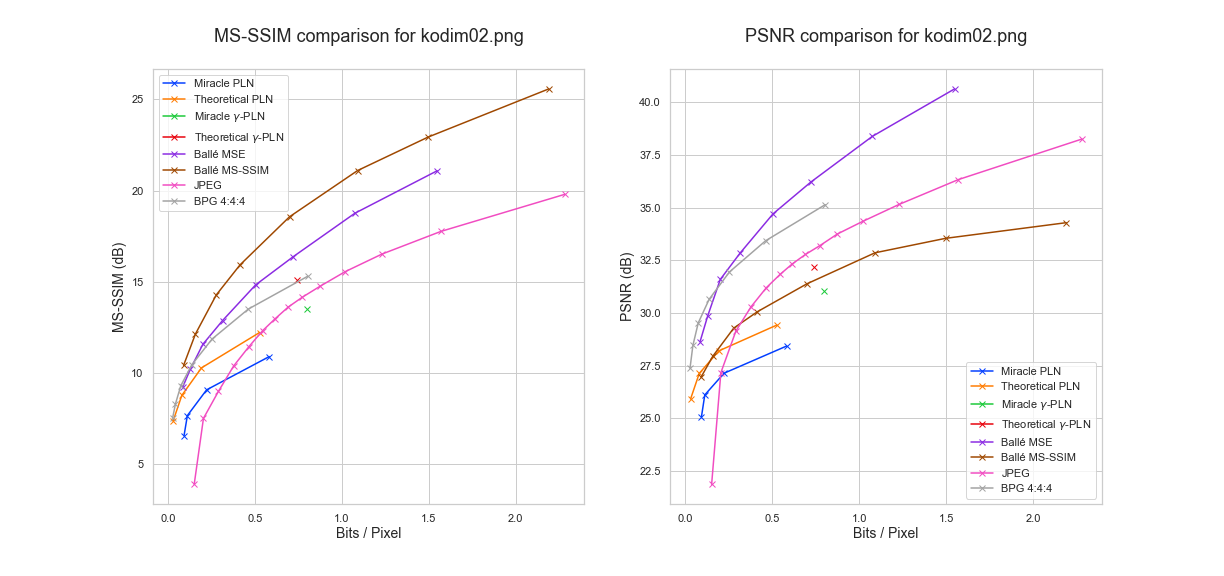 MS-SSIM comparison for kodim02.png
MS-SSIM (dB)
25
20
15
10
5
Miracle PLN
Theoretical PLN
Miracle γ-PLN
Theoretical γ-PLN
Ballé MSE
Ballé MS-SSIM
JPEG
BPG 4:4:4
0.0 0.5 1.0 1.5 2.0
Bits / Pixel
PSNR comparison for kodim02.png
PSNR (dB)
40.0
37.5
35.0
32.5
30.0
27.5
25.0
22.5
Miracle PLN
Theoretical PLN
Miracle γ-PLN
Theoretical γ-PLN
Ballé MSE
Ballé MS-SSIM
JPEG
BPG 4:4:4
0.0 0.5 1.0 1.5 2.0
Bits / Pixel